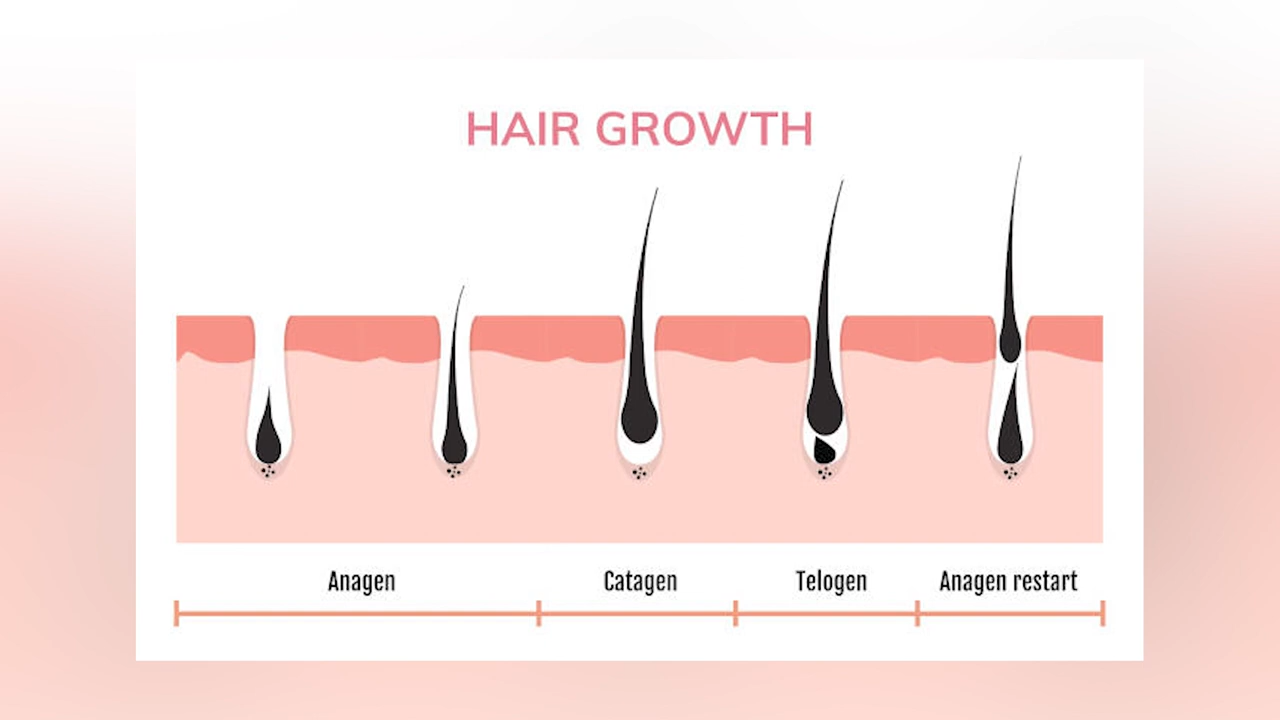 HAIR GROWTH
Anagen
Catagen
Telogen
Anagen restart